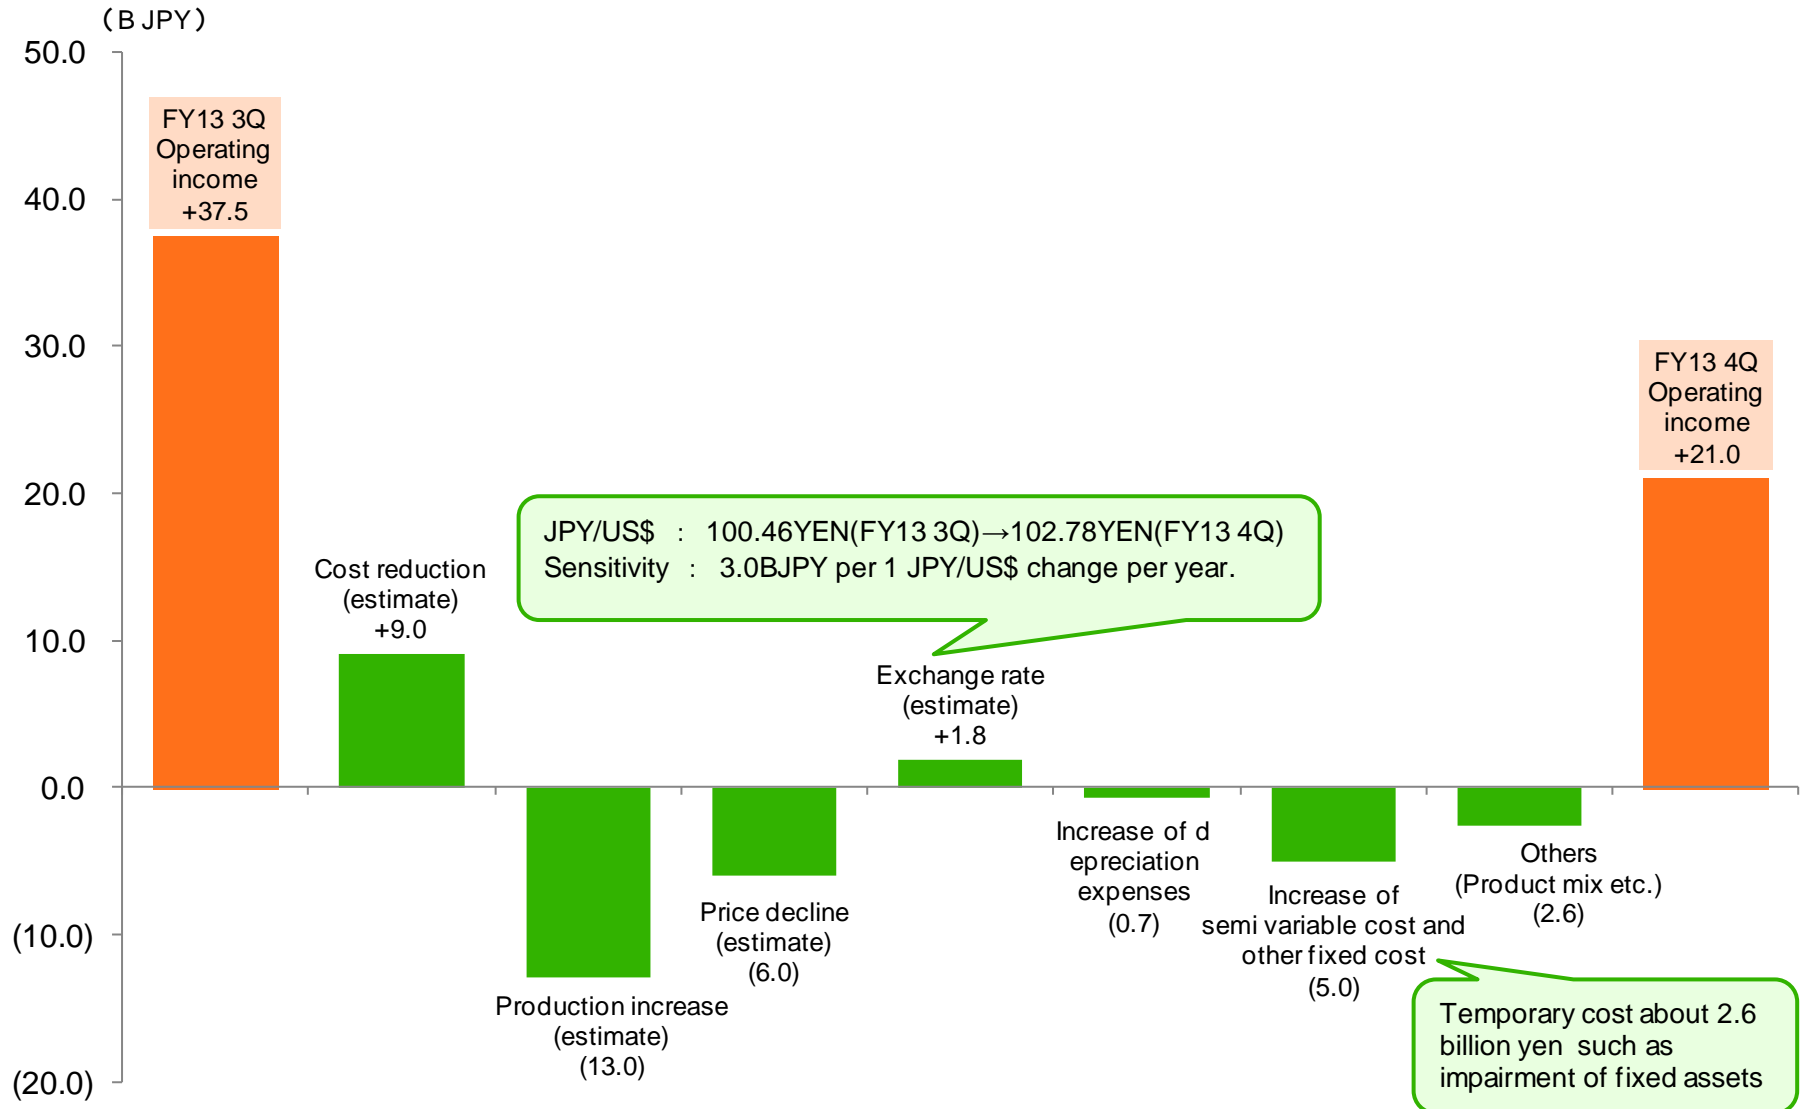 （B JPY）
50.0
40.0
30.0
20.0
10.0
0.0
(10.0)
(20.0)
FY13 3Q
Operating
income
+37.5
Cost reduction
(estimate)
+9.0
Production increase
(estimate)
(13.0)
Price decline
(estimate)
(6.0)
JPY/US$ : 100.46YEN(FY13 3Q)→102.78YEN(FY13 4Q)
Sensitivity : 3.0BJPY per 1 JPY/US$ change per year.
Exchange rate
(estimate)
+1.8
Increase of d
epreciation
expenses
(0.7)
Increase of
semi variable cost and
other fixed cost
(5.0)
Temporary cost about 2.6
billion yen such as
impairment of fixed assets
Others
(Product mix etc.)
(2.6)
FY13 4Q
Operating
income
+21.0